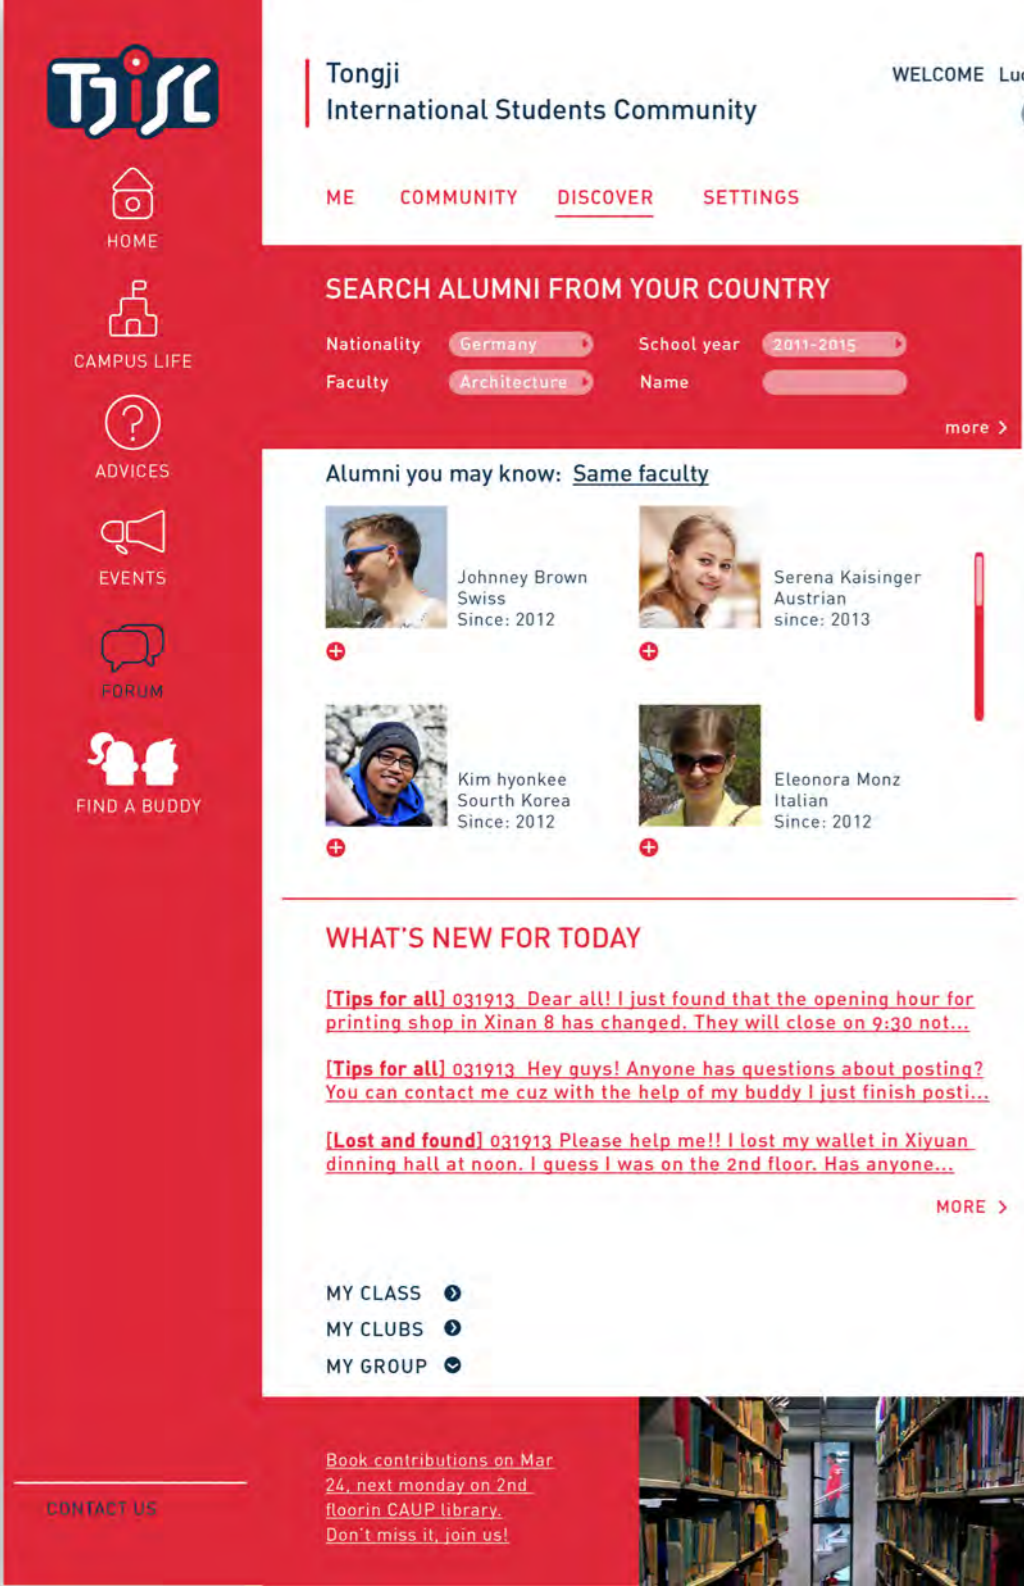 TJISC
Tongji
International Students Community
WELCOME
ME COMMUNITY DISCOVER SETTINGS
HOME
CAMPUS LIFE
ADVICES
EVENTS
FORUM
FIND A BUDDY
SEARCH ALUMNI FROM YOUR COUNTRY
Nationality Germany School year 2011-2015
Faculty Architecture Name
more >
Alumni you may know: Same faculty
Johnney Brown
Swiss
Since: 2012
Serena Kaisinger
Austrian
since: 2013
Kim hyonkee
Sourth Korea
Since: 2012
Eleonora Monz
Italian
Since: 2012
WHAT'S NEW FOR TODAY
[Tips for all] 031913 Dear all! I just found that the opening hour for
printing shop in Xinan 8 has changed. They will close on 9:30 not...
[Tips for all] 031913 Hey guys! Anyone has questions about posting?
You can contact me cuz with the help of my buddy I just finish posti...
[Lost and found] 031913 Please help me!! I lost my wallet in Xiyuan
dinning hall at noon. I guess I was on the 2nd floor. Has anyone...
MORE >
MY CLASS
MY CLUBS
MY GROUP
CONTACT US
Book contributions on Mar
24, next monday on 2nd
floorin CAUP library.
Don't miss it, join us!